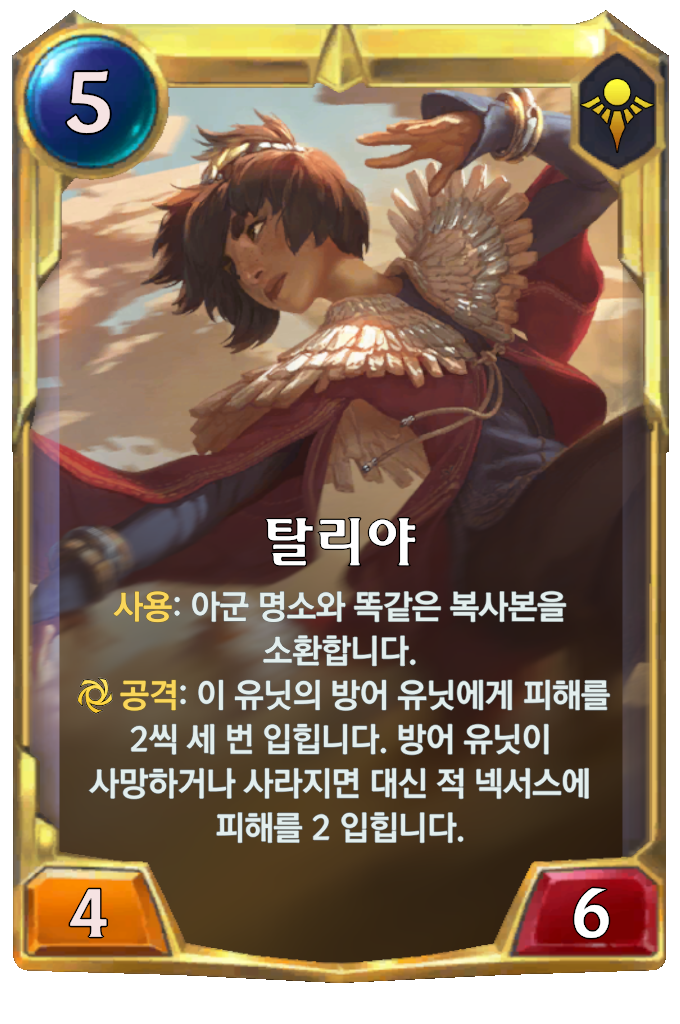 5
탈리야
사용: 아군 명소와 똑같은 복사본을
소환합니다.
공격: 이 유닛의 방어 유닛에게 피해를
2씩 세 번 입힙니다. 방어 유닛이
사망하거나 사라지면 대신 적 넥서스에
피해를 2 입힙니다.
4
6